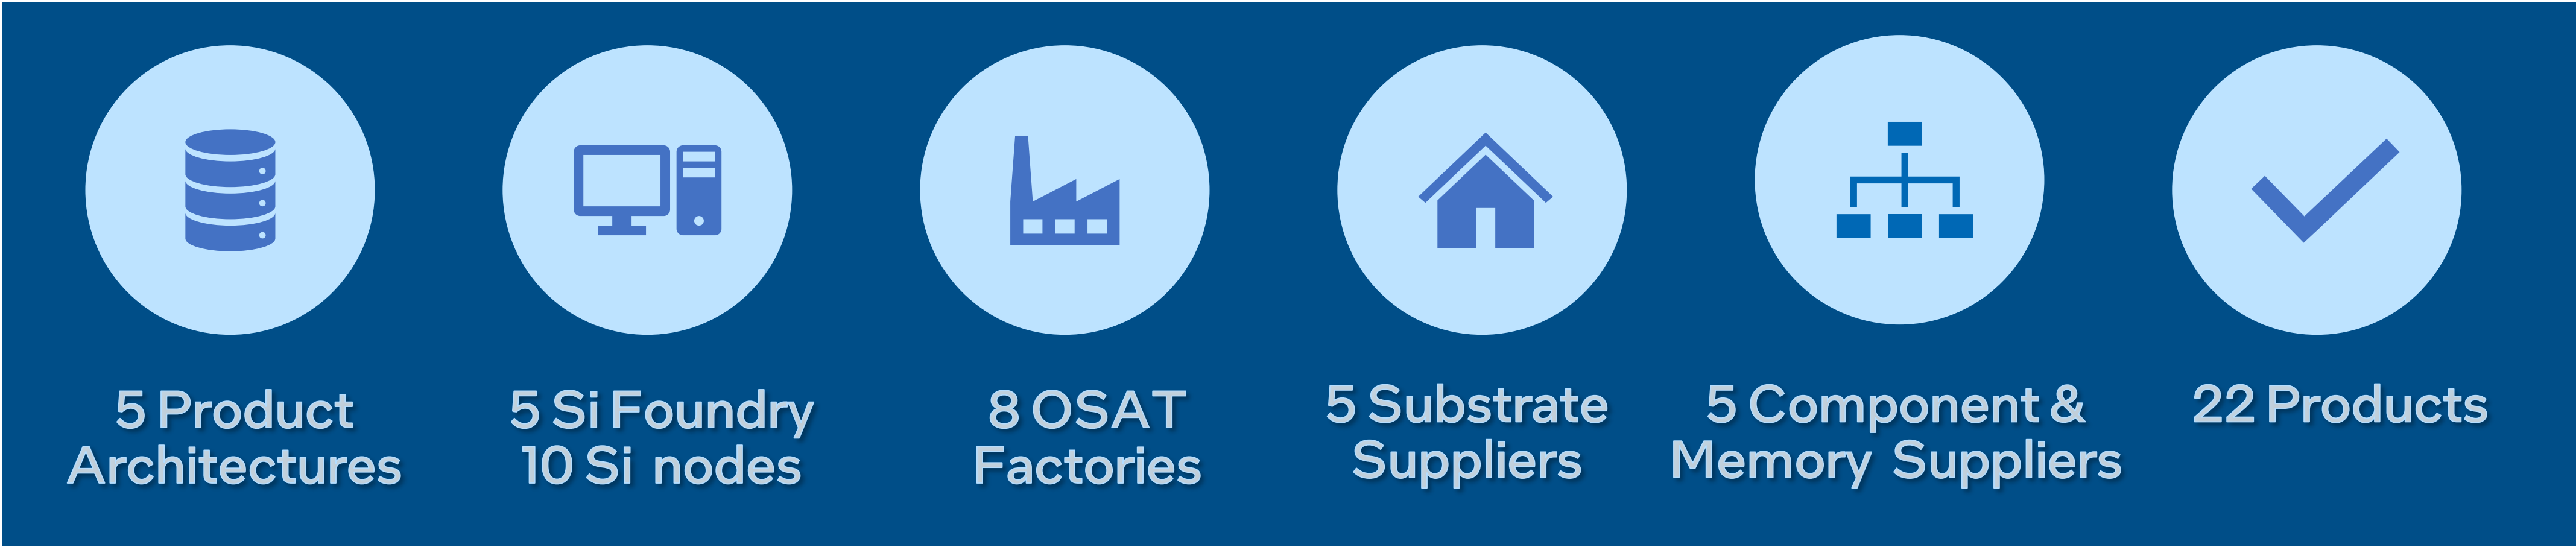 5 Product
Architectures
5 Si Foundry
10 Si nodes
8 OSAT
Factories
5 Substrate
Suppliers
5 Component &
Memory Suppliers
22 Products